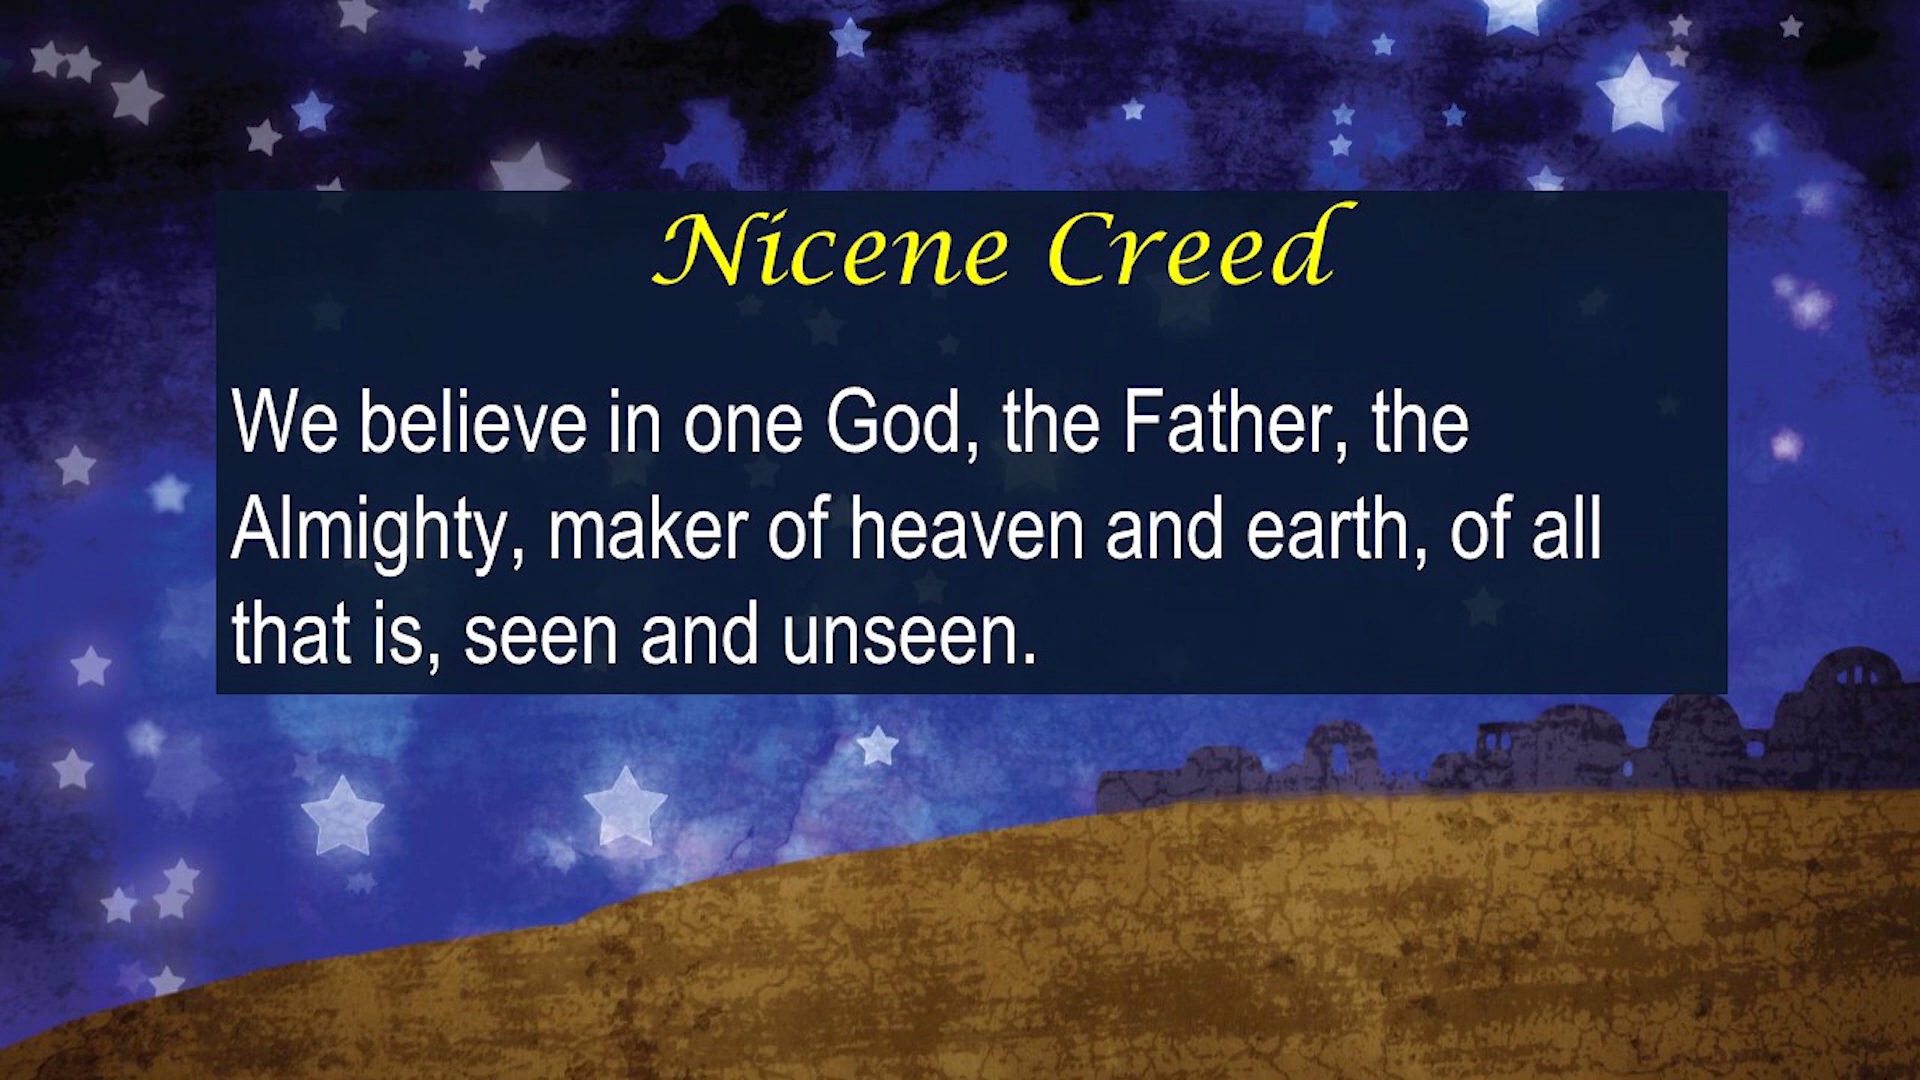 Nicene Creed
We believe in one God, the Father, the
Almighty, maker of heaven and earth, of all
that is, seen and unseen.